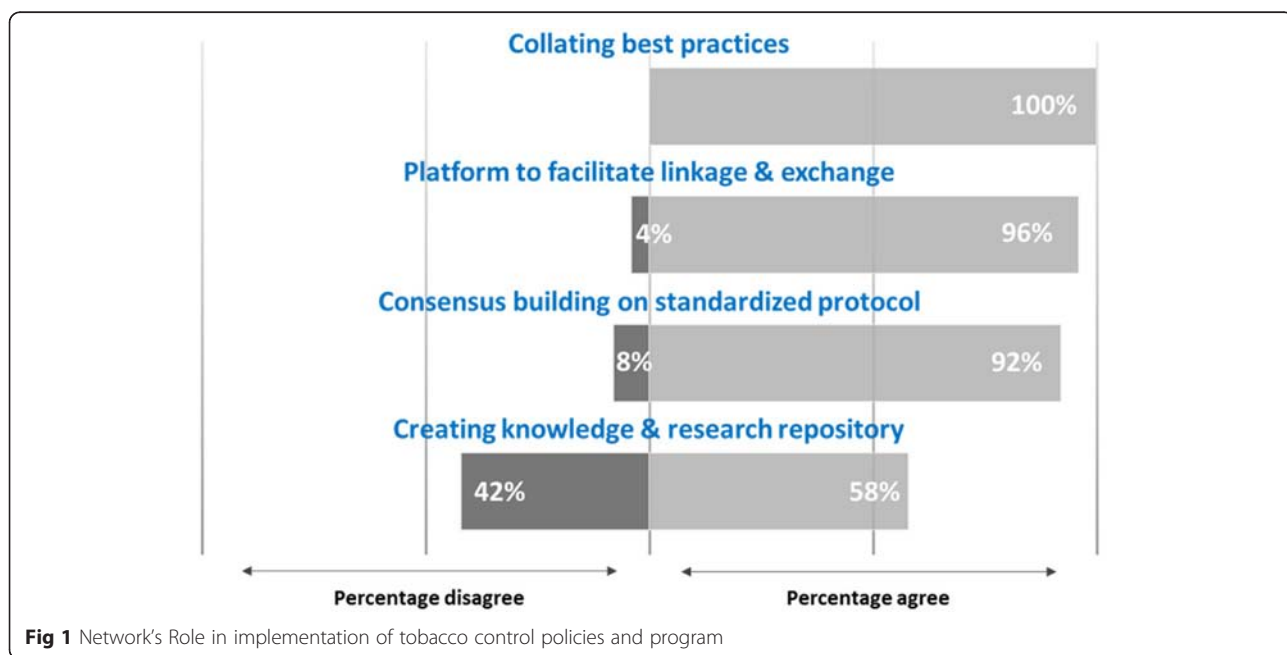 Collating best practices
100%
Platform to facilitate linkage & exchange
4% 96%
Consensus building on standardized protocol
8% 92%
Creating knowledge & research repository
42% 58%
Percentage disagree Percentage agree
Fig 1 Network's Role in implementation of tobacco control policies and program